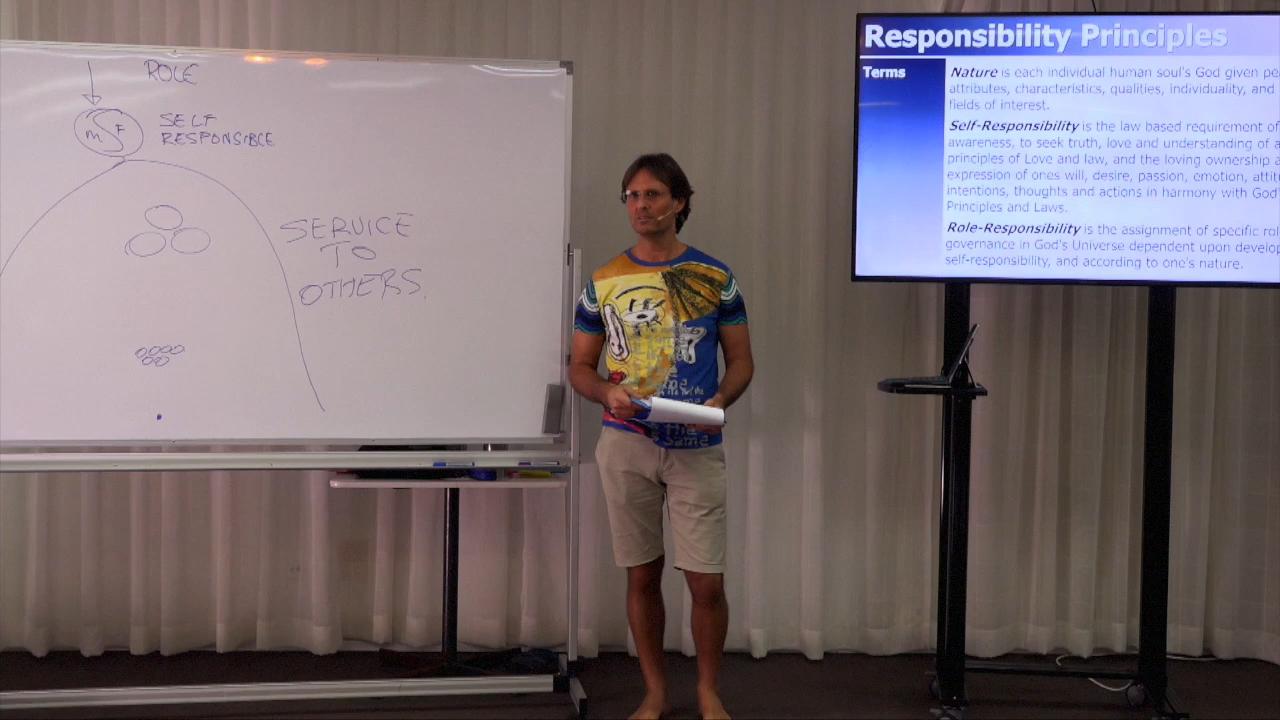 ROLE
M F
SELF
RESPONSIBLE
SERVICE
TO
OTHERS.
Responsibility Principles
Terms
Nature is each individual human soul's God given pe
attributes, characteristics, qualities, individuality, and
fields of interest.
Self-Responsibility is the law based requirement of
awareness, to seek truth, love and understanding of a
principles of Love and law, and the loving ownership a
expression of ones will, desire, passion, emotion, attit
intentions, thoughts and actions in harmony with God'
Principles and Laws.
Role-Responsibility is the assignment of specific rol
governance in God's Universe dependent upon develop
self-responsibility, and according to one's nature.
the
same